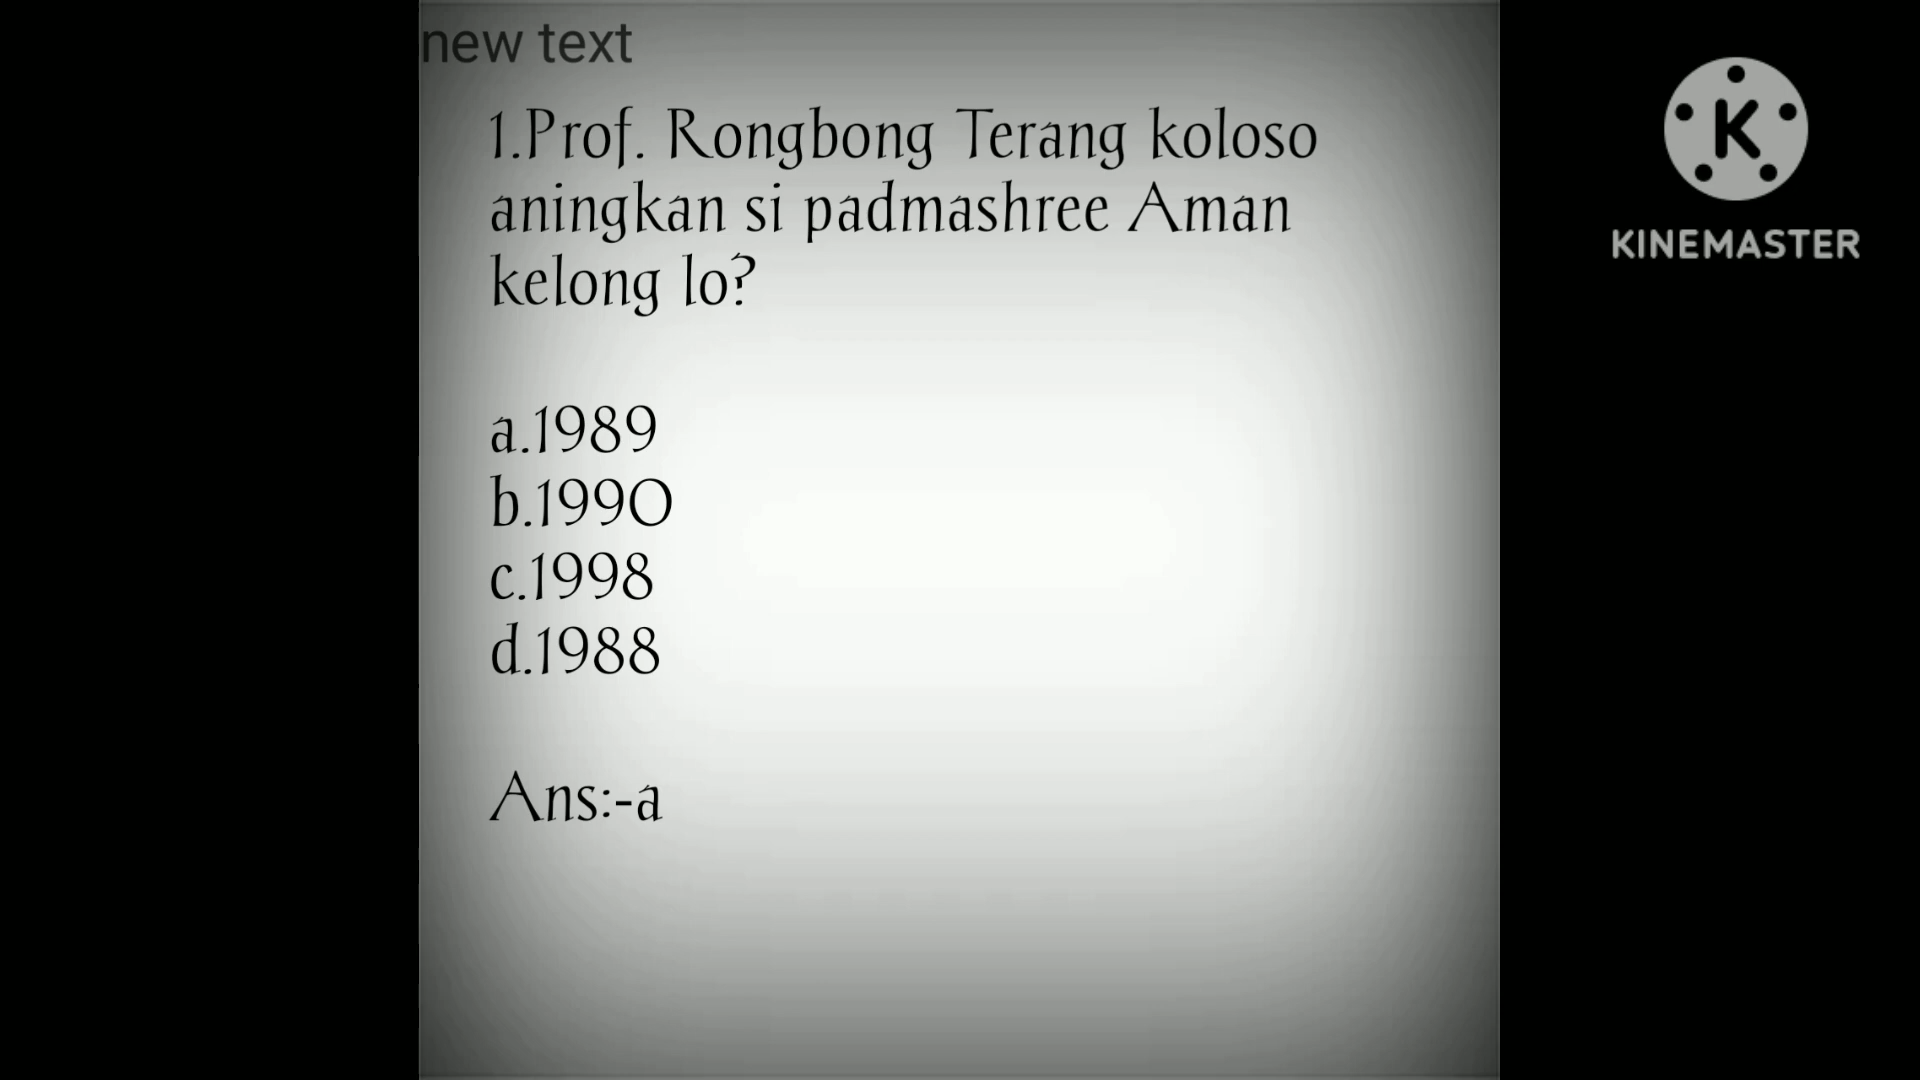 new text
1.Prof. Rongbong Terang koloso
aningkan si padmashree Aman
kelong lo?
a.1989
b.1990
c.1998
d.1988
Ans:-a
K
KINEMASTER